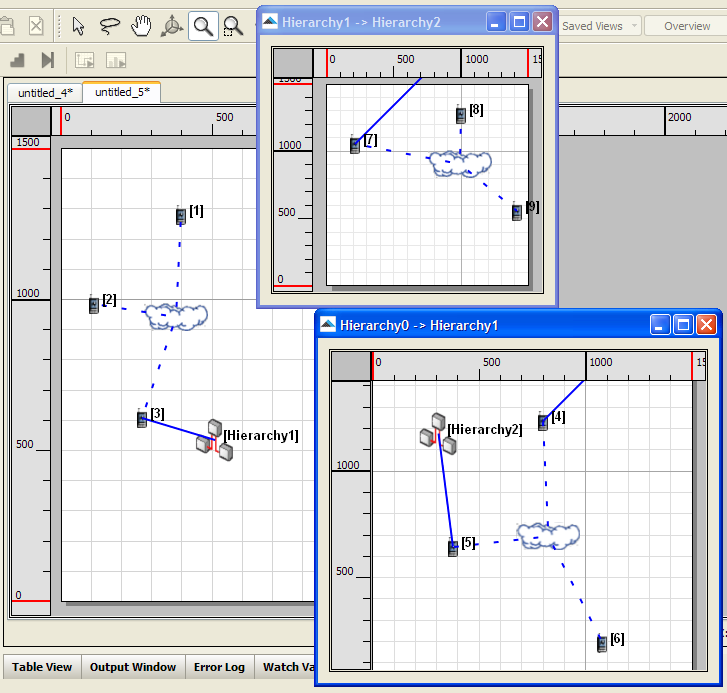 Hierarchy1 -> Hierarchy2
Saved Views
Overview
untitled_4*
untitled_5*
0
500
2000
1500
1000
500
0
[1]
[2]
[3]
[Hierarchy1]
0
500
1000
15
1500
1000
500
0
[7]
[8]
[9]
Hierarchy0 -> Hierarchy1
0
500
1000
15
1000
500
[Hierarchy2]
[4]
[5]
[6]
Table View
Output Window
Error Log
Watch Va